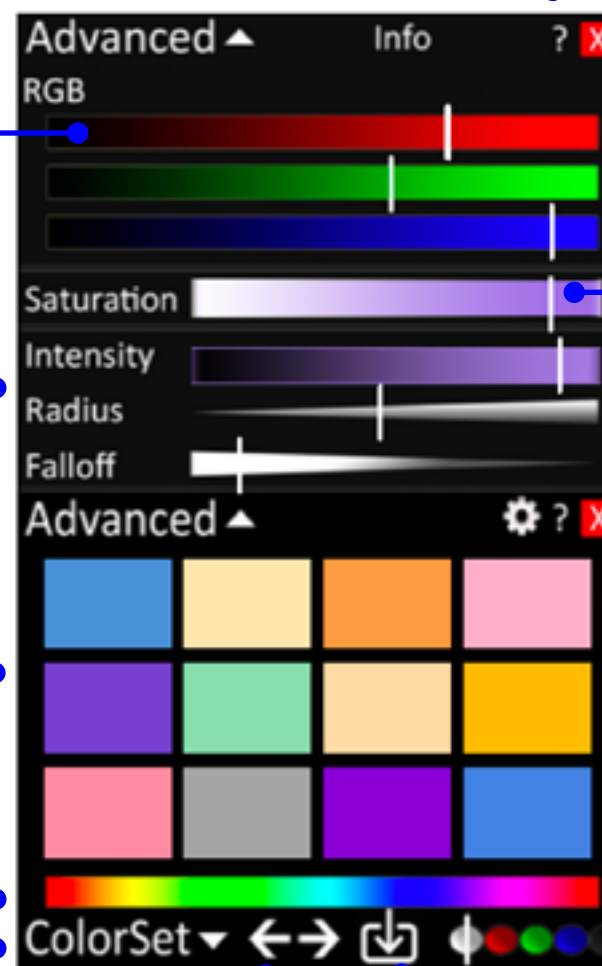 Advanced Info ? X
RGB
Saturation
Intensity
Radius
Falloff
Advanced ? X
ColorSet